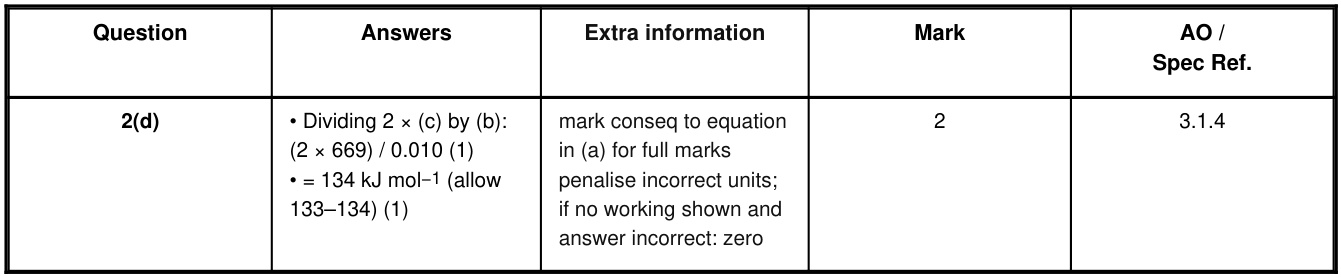 Question Answers Extra information Mark AO /
Spec Ref.
2(d)
• Dividing 2 × (c) by (b):
(2 × 669) / 0.010 (1)
• = 134 kJ mol⁻¹ (allow
133–134) (1)
mark conseq to equation
in (a) for full marks
penalise incorrect units;
if no working shown and
answer incorrect: zero
2
3.1.4